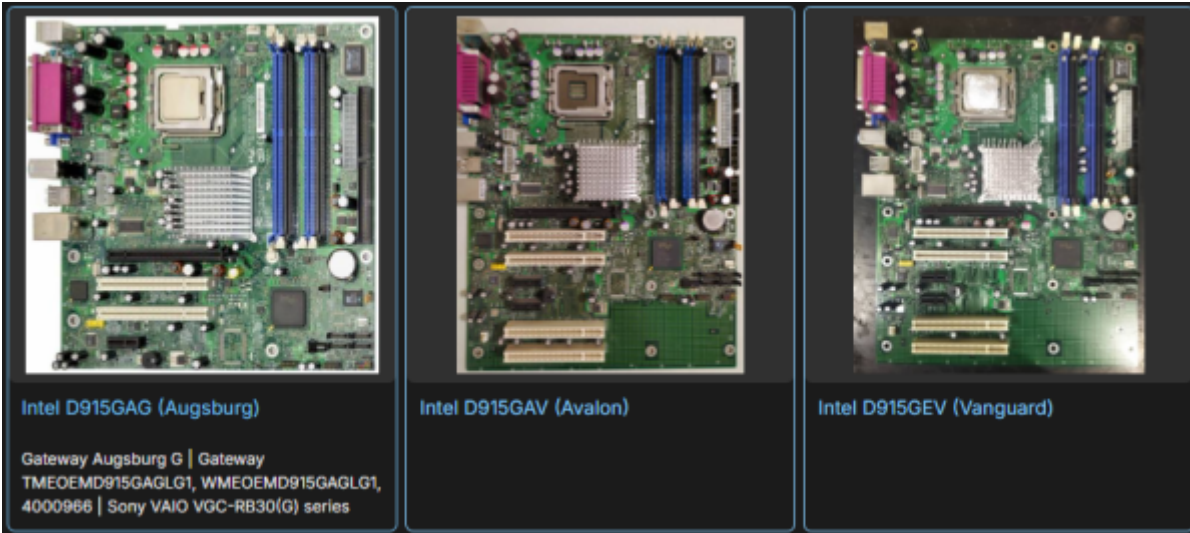 Intel D915GAG (Augsburg)
Gateway Augsburg G | Gateway
TMEOEMD915GAGLG1, WMEOEMD915GAGLG1,
4000966 | Sony VAIO VGC-RB30(G) series
Intel D915GAV (Avalon)
Intel D915GEV (Vanguard)